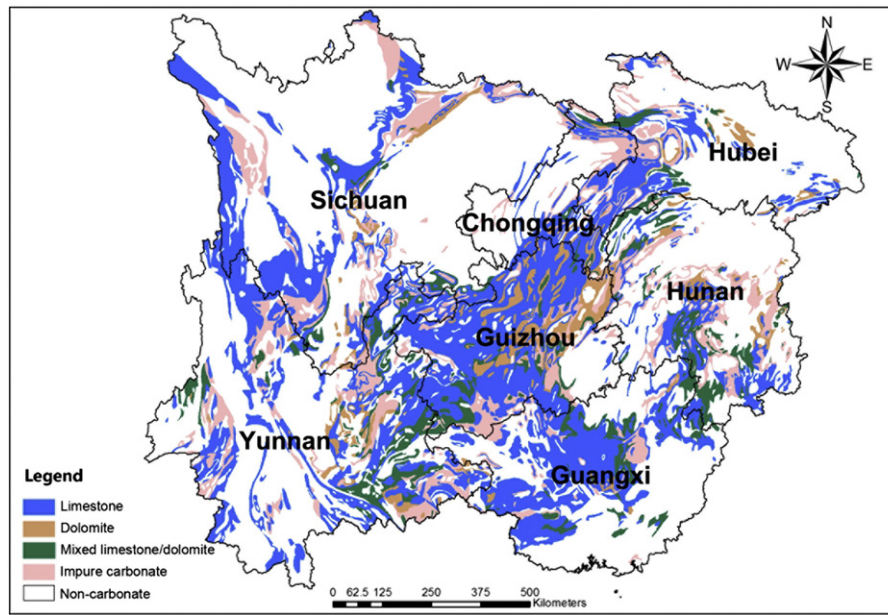 N
W E
S
Hubei
Sichuan
Chongqing
Hunan
Guizhou
Yunnan
Guangxi
Legend
Limestone
Dolomite
Mixed limestone/dolomite
Impure carbonate
Non-carbonate
0 62.5 125 250 375 500
Kilometers